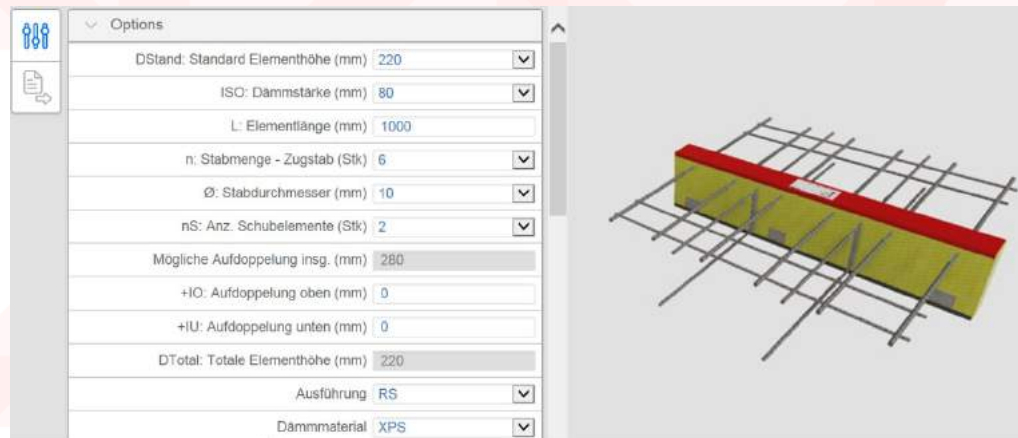 Options
DStand: Standard Elementhöhe (mm) 220
ISO: Dämmstärke (mm) 80
L: Elementlänge (mm) 1000
n: Stabmenge - Zugstab (Stk) 6
Ø: Stabdurchmesser (mm) 10
nS: Anz. Schubelemente (Stk) 2
Mögliche Aufdoppelung insg. (mm) 280
+IO: Aufdoppelung oben (mm) 0
+IU: Aufdoppelung unten (mm) 0
DTotal: Totale Elementhöhe (mm) 220
Ausführung RS
Dämmmaterial XPS